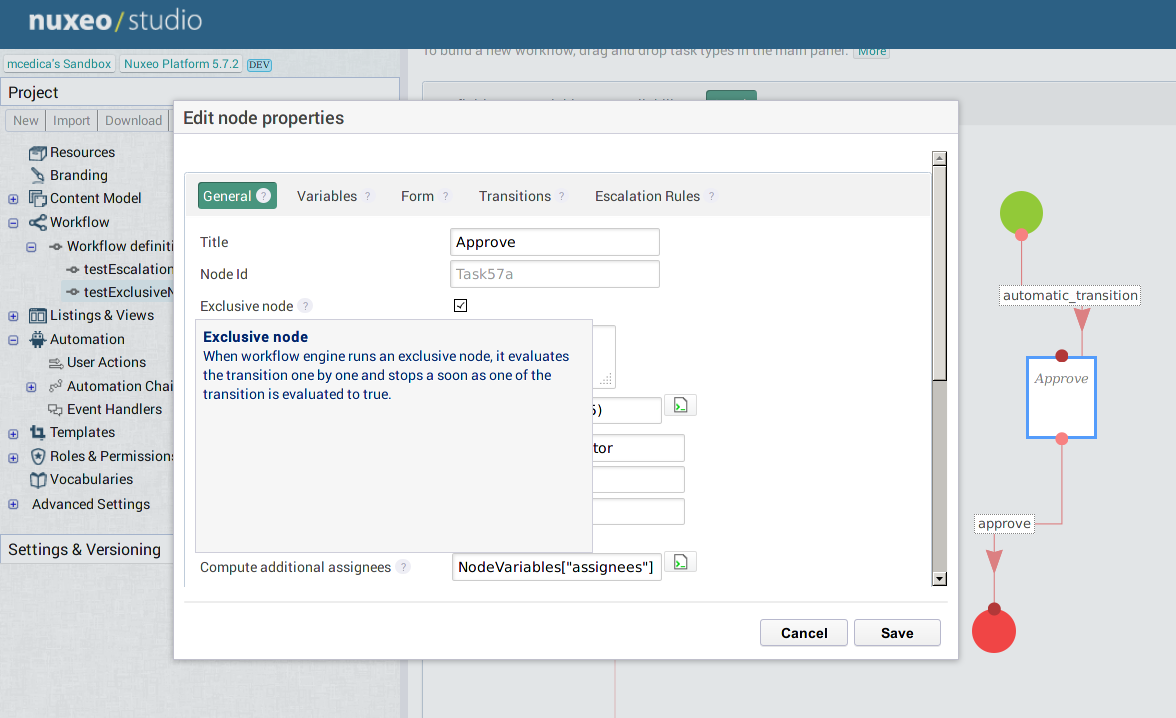 nuxeo/studio
To build a new workflow, drag and drop task types in the main panel. More
mcedica's Sandbox Nuxeo Platform 5.7.2 DEV
Project
New Import Download
Resources
Branding
Content Model
Workflow
Workflow definiti
testEscalation
testExclusiveN
Listings & Views
Automation
User Actions
Automation Chai
Event Handlers
Templates
Roles & Permissions
Vocabularies
Advanced Settings
Settings & Versioning
Edit node properties
General ? Variables ? Form ? Transitions ? Escalation Rules ?
Title Approve
Node Id Task57a
Exclusive node ?
Exclusive node
When workflow engine runs an exclusive node, it evaluates
the transition one by one and stops a soon as one of the
transition is evaluated to true.
5)
tor
Compute additional assignees ? NodeVariables["assignees"]
Cancel Save
automatic_transition
Approve
approve